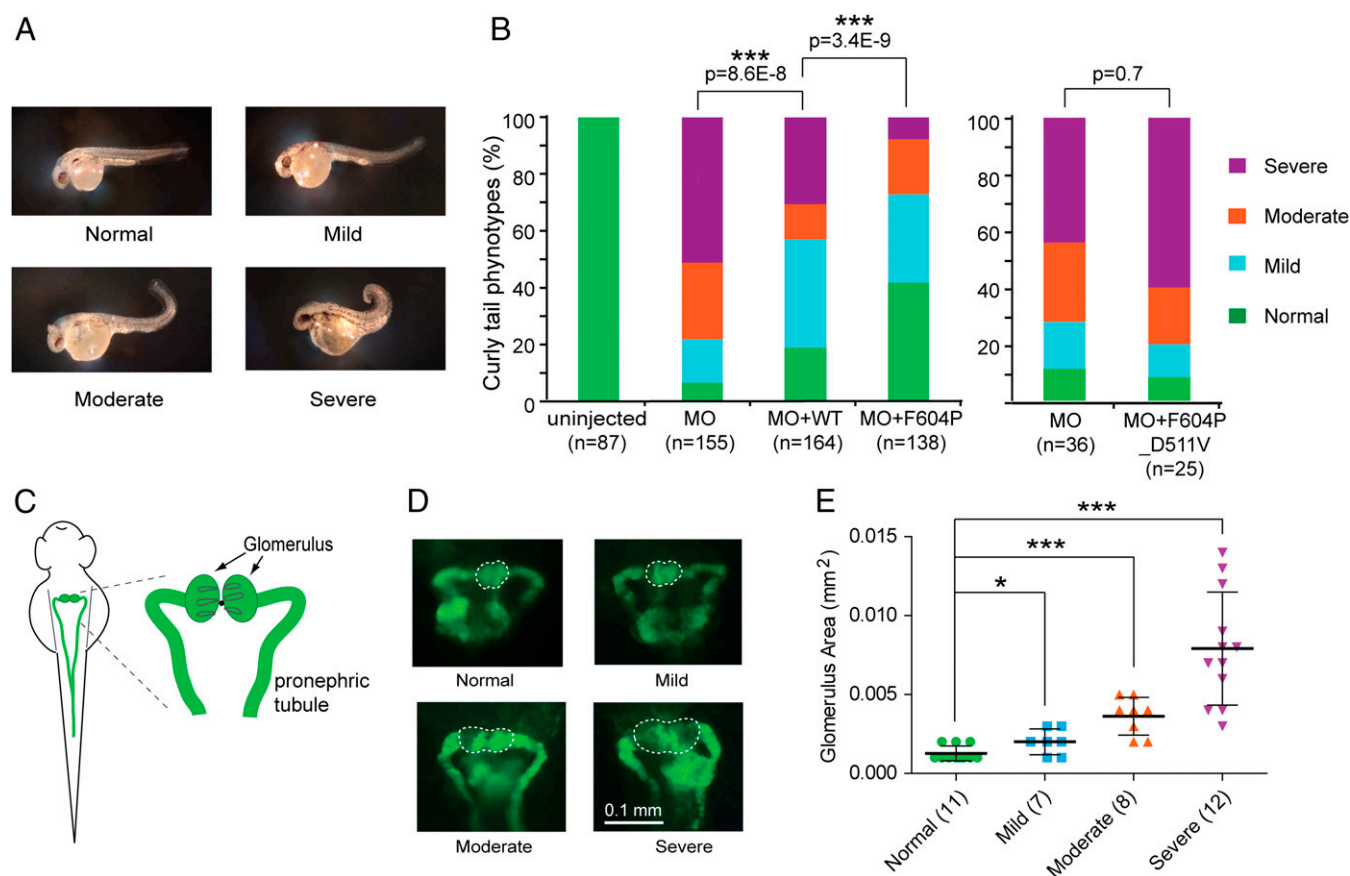 A
Normal
Mild
Moderate
Severe
B
***
p=8.6E-8
***
p=3.4E-9
p=0.7
Curly tail phynotypes (%)
100
80
60
40
20
0
uninjected
(n=87)
MO
(n=155)
MO+WT
(n=164)
MO+F604P
(n=138)
100
80
60
40
20
MO
(n=36)
MO+F604P
_D511V
(n=25)
Severe
Moderate
Mild
Normal
C
Glomerulus
pronephric
tubule
D
Normal
Mild
Moderate
0.1 mm
Severe
E
***
***
*
Glomerulus Area (mm2)
0.015
0.010
0.005
0.000
Normal (11)
Mild (7)
Moderate (8)
Severe (12)